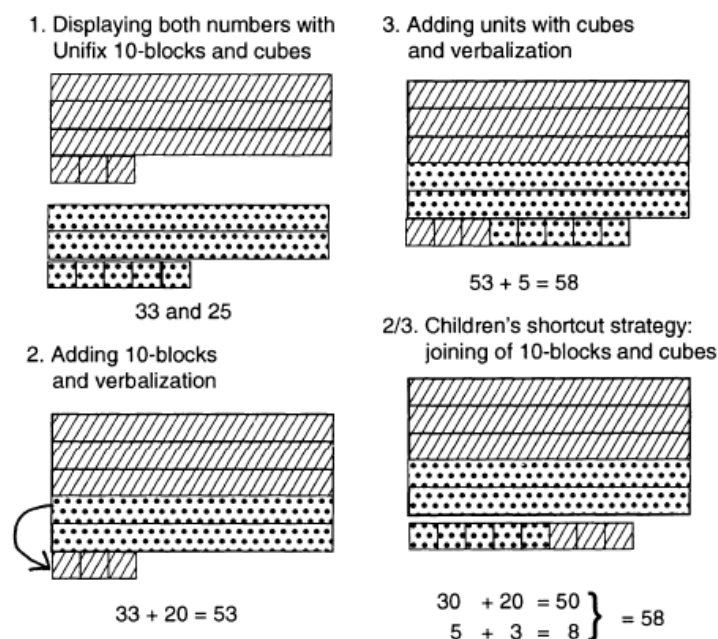 1. Displaying both numbers with
Unifix 10-blocks and cubes
33 and 25
2. Adding 10-blocks
and verbalization
33 + 20 = 53
3. Adding units with cubes
and verbalization
53 + 5 = 58
2/3. Children's shortcut strategy:
joining of 10-blocks and cubes
30 + 20 = 50
5 + 3 = 8 } = 58